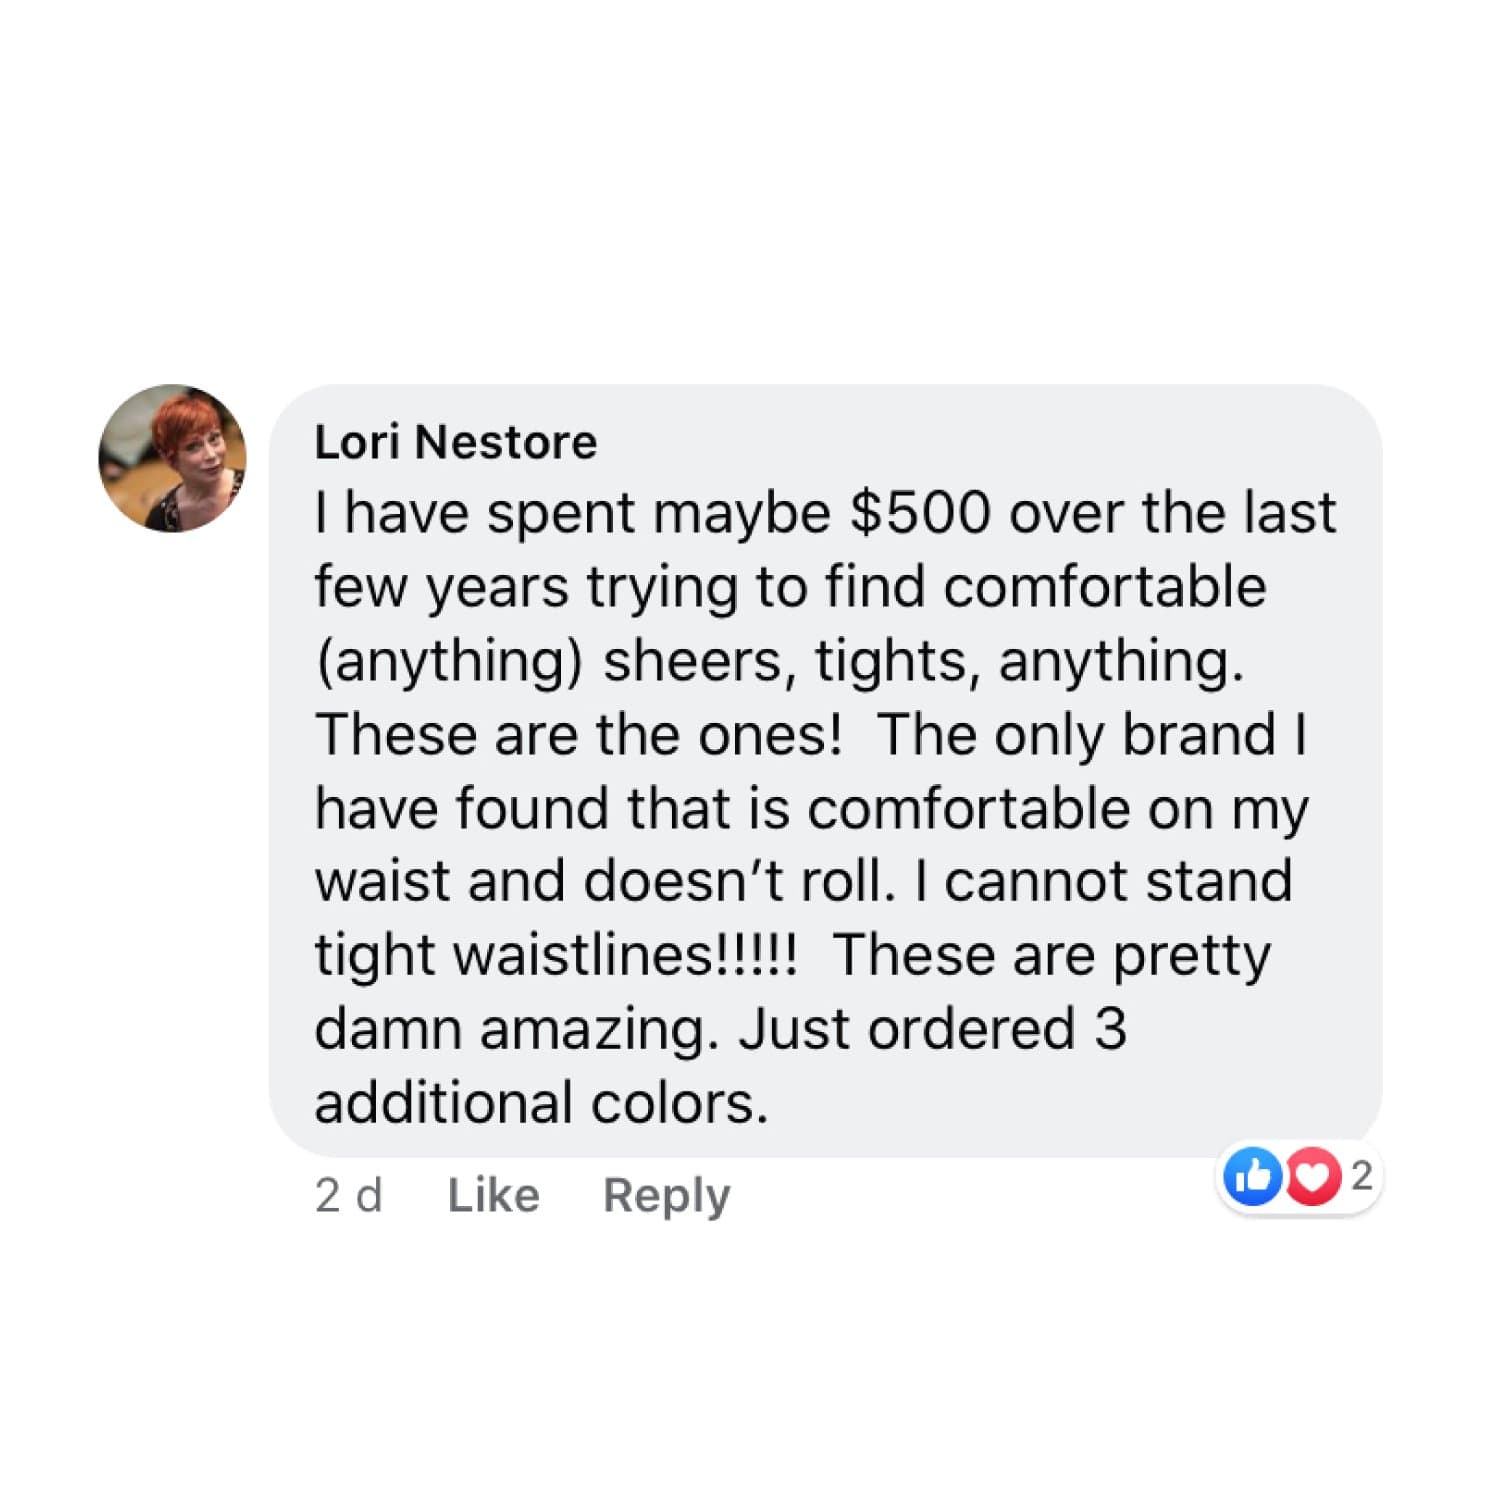 Lori Nestore
I have spent maybe $500 over the last
few years trying to find comfortable
(anything) sheers, tights, anything.
These are the ones!  The only brand I
have found that is comfortable on my
waist and doesn’t roll. I cannot stand
tight waistlines!!!!!  These are pretty
damn amazing. Just ordered 3
additional colors.
2 d Like Reply 2